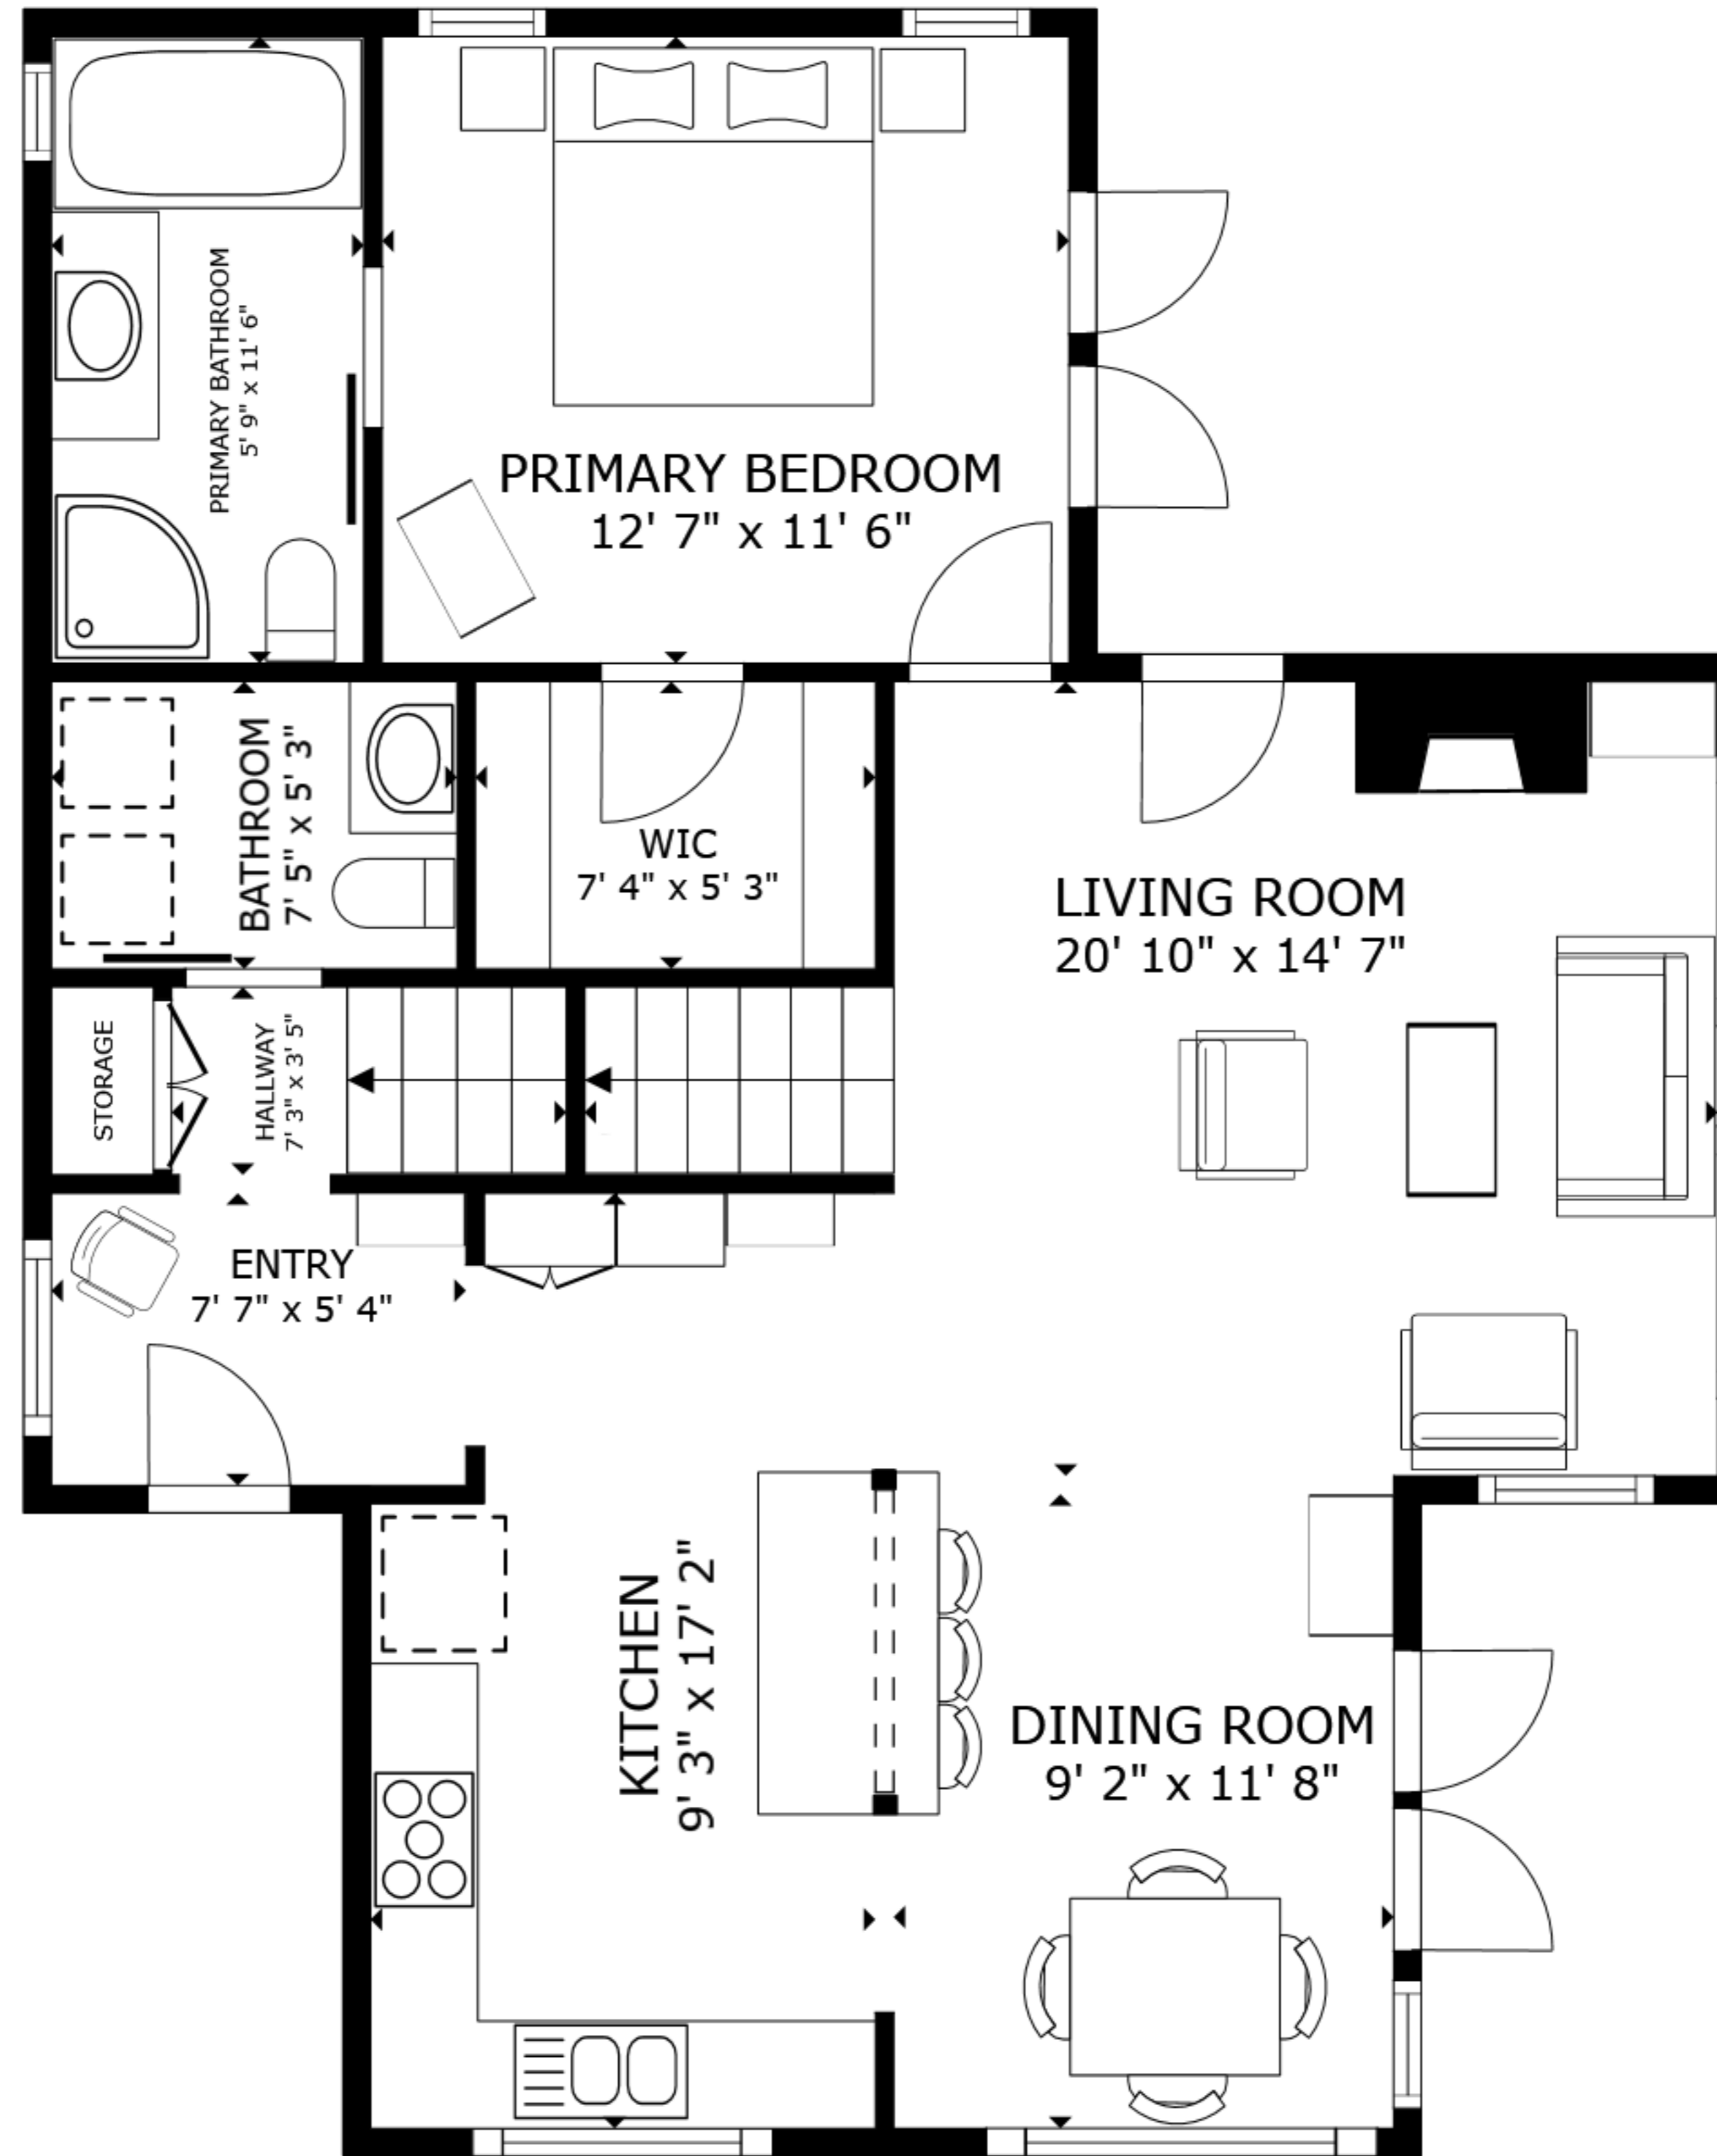 PRIMARY BATHROOM
5' 9" x 11' 6"
PRIMARY BEDROOM
12' 7" x 11' 6"
BATHROOM
7' 5" x 5' 3"
WIC
7' 4" x 5' 3"
LIVING ROOM
20' 10" x 14' 7"
STORAGE
HALLWAY
7' 3" x 3' 5"
ENTRY
7' 7" x 5' 4"
KITCHEN
9' 3" x 17' 2"
DINING ROOM
9' 2" x 11' 8"